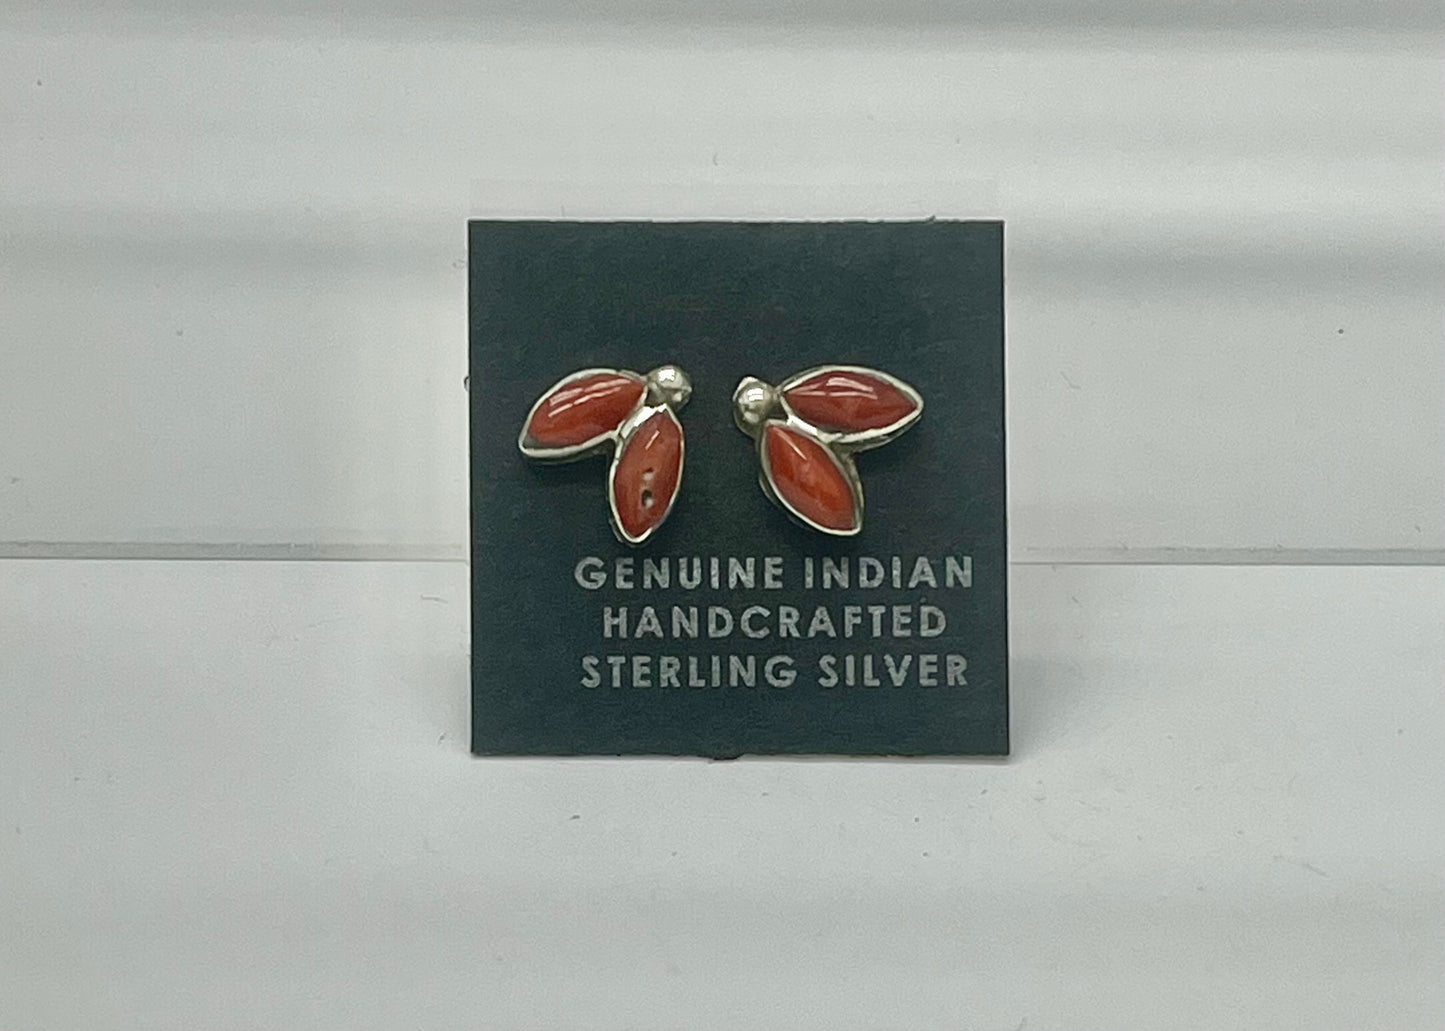 GENUINE INDIAN
HANDCRAFTED
STERLING SILVER